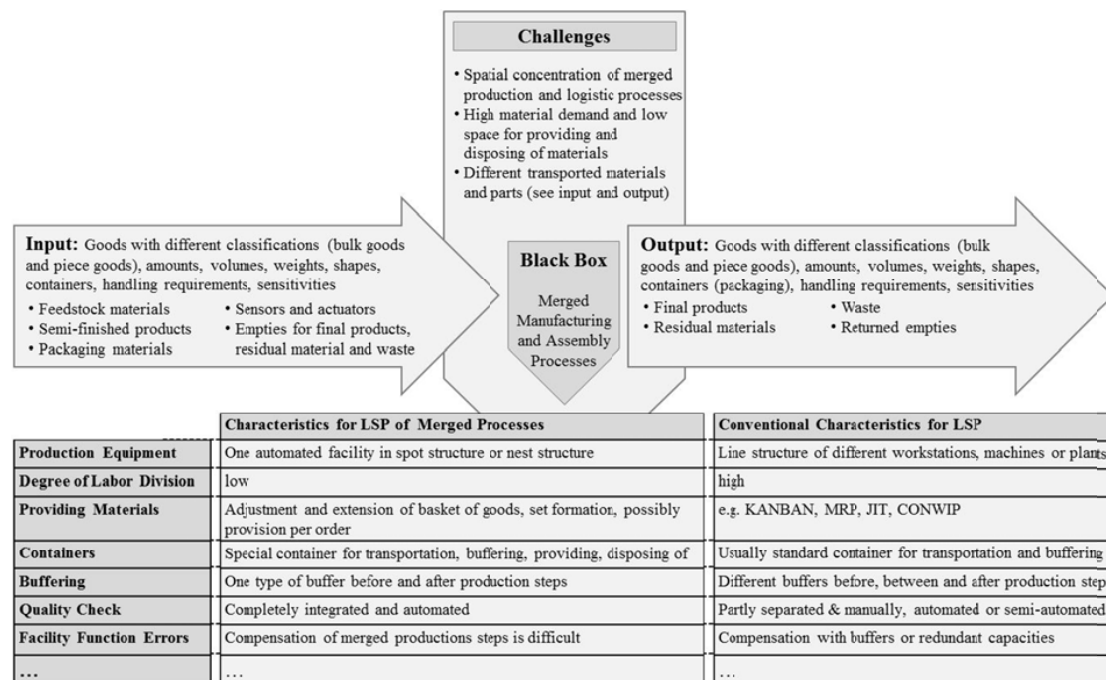 Challenges
• Spatial concentration of merged
production and logistic processes
• High material demand and low
space for providing and
disposing of materials
• Different transported materials
and parts (see input and output)
Input: Goods with different classifications (bulk goods
and piece goods), amounts, volumes, weights, shapes,
containers, handling requirements, sensitivities
• Feedstock materials
• Semi-finished products
• Packaging materials
• Sensors and actuators
• Empties for final products,
residual material and waste
Black Box
Merged
Manufacturing
and Assembly
Processes
Output: Goods with different classifications (bulk
goods and piece goods), amounts, volumes, weights, shapes,
containers (packaging), handling requirements, sensitivities
• Final products
• Residual materials
• Waste
• Returned empties
Characteristics for LSP of Merged Processes
Conventional Characteristics for LSP
Production Equipment
One automated facility in spot structure or nest structure
Line structure of different workstations, machines or plants
Degree of Labor Division
low
high
Providing Materials
Adjustment and extension of basket of goods, set formation, possibly
provision per order
e.g. KANBAN, MRP, JIT, CONWIP
Containers
Special container for transportation, buffering, providing, disposing of
Usually standard container for transportation and buffering
Buffering
One type of buffer before and after production steps
Different buffers before, between and after production step
Quality Check
Completely integrated and automated
Partly separated & manually, automated or semi-automated
Facility Function Errors
Compensation of merged productions steps is difficult
Compensation with buffers or redundant capacities
...
...
...